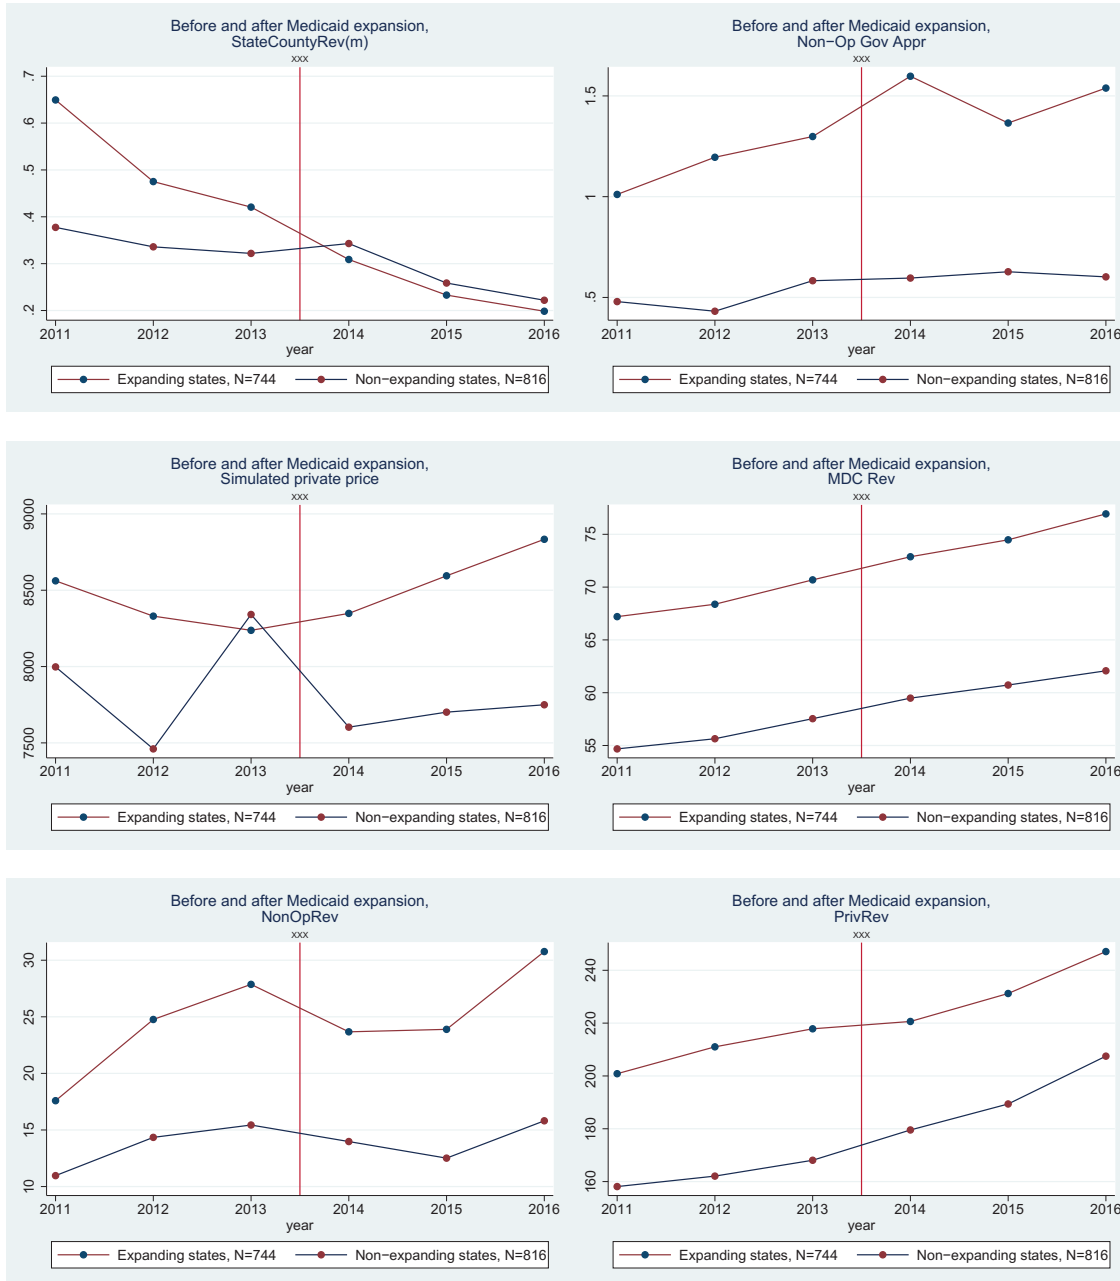 Before and after Medicaid expansion,
StateCountyRev(m)
xxx
.7
.6
.5
.4
.3
.2
2011 2012 2013 2014 2015 2016
year
Expanding states, N=744 Non-expanding states, N=816
Before and after Medicaid expansion,
Non−Op Gov Appr
xxx
1.5
1
.5
2011 2012 2013 2014 2015 2016
year
Expanding states, N=744 Non-expanding states, N=816
Before and after Medicaid expansion,
Simulated private price
xxx
9000
8500
8000
7500
2011 2012 2013 2014 2015 2016
year
Expanding states, N=744 Non-expanding states, N=816
Before and after Medicaid expansion,
MDC Rev
xxx
75
70
65
60
55
2011 2012 2013 2014 2015 2016
year
Expanding states, N=744 Non-expanding states, N=816
Before and after Medicaid expansion,
NonOpRev
xxx
30
25
20
15
10
2011 2012 2013 2014 2015 2016
year
Expanding states, N=744 Non-expanding states, N=816
Before and after Medicaid expansion,
PrivRev
xxx
240
220
200
180
160
2011 2012 2013 2014 2015 2016
year
Expanding states, N=744 Non-expanding states, N=816